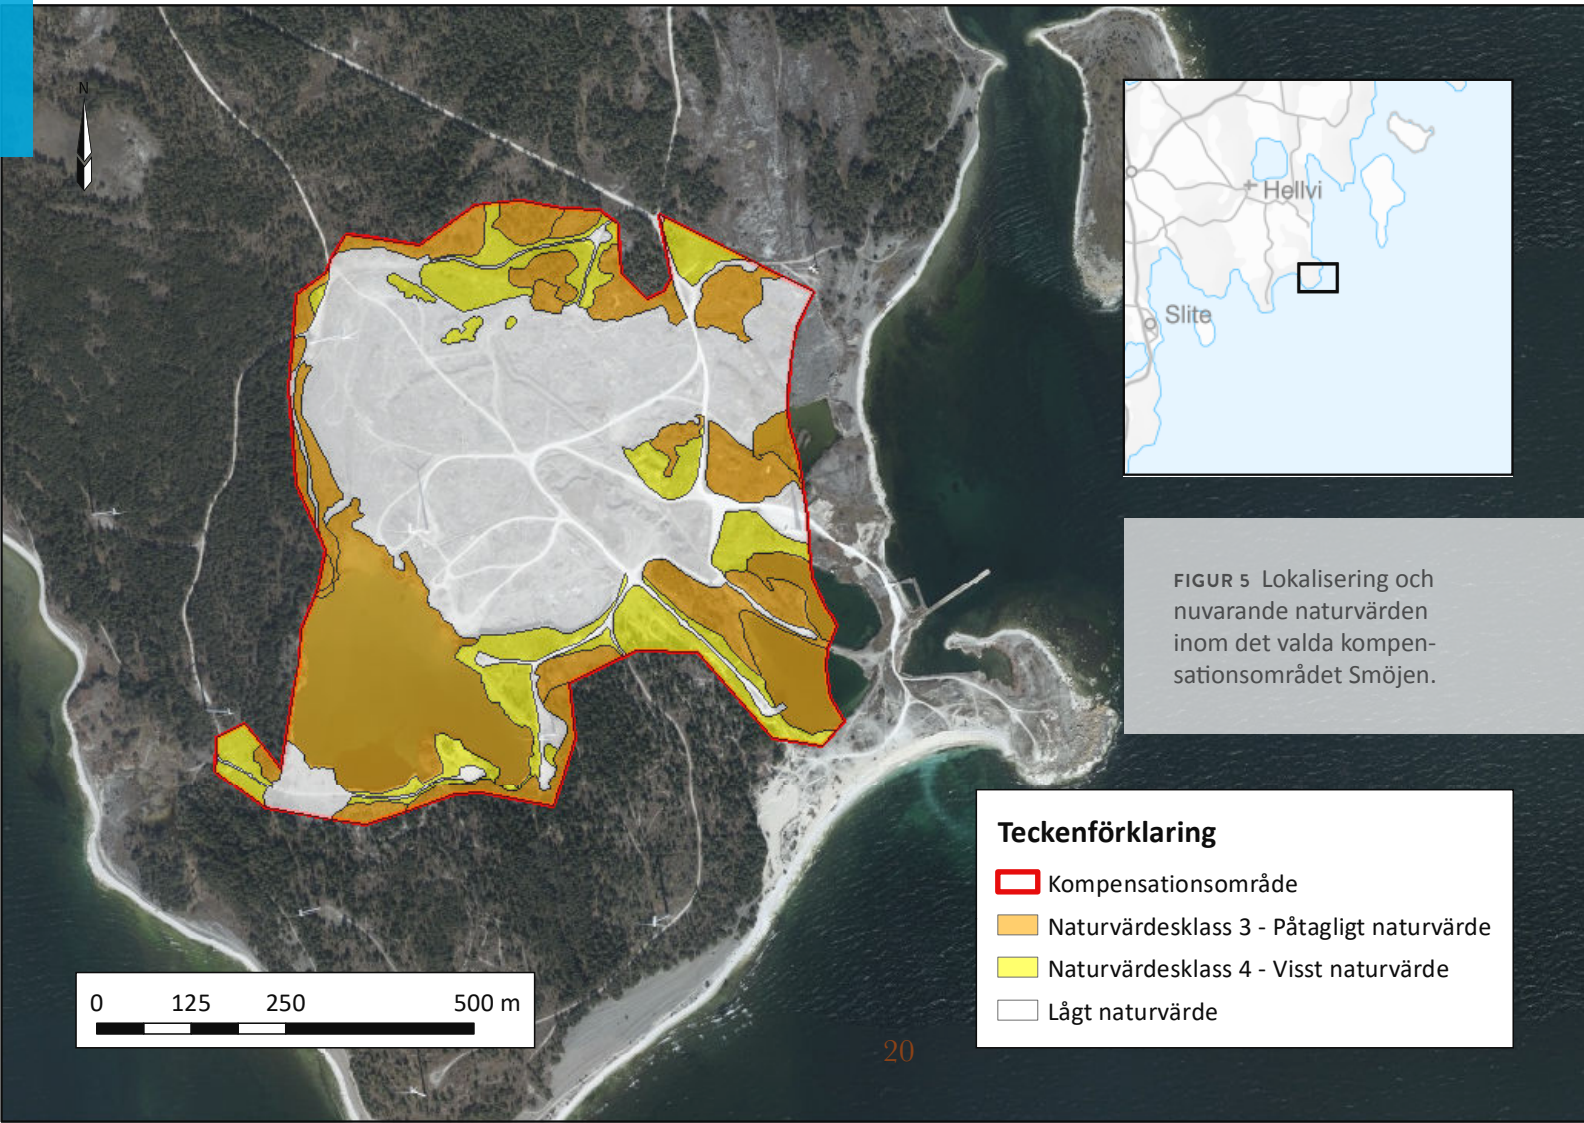 N
Hellvi
Slite
FIGUR 5 Lokalisering och
nuvarande naturvärden
inom det valda kompen-
sationsområdet Smöjen.
Teckenförklaring
Kompensationsområde
Naturvärdesklass 3 - Påtagligt naturvärde
Naturvärdesklass 4 - Visst naturvärde
Lågt naturvärde
0 125 250 500 m
20